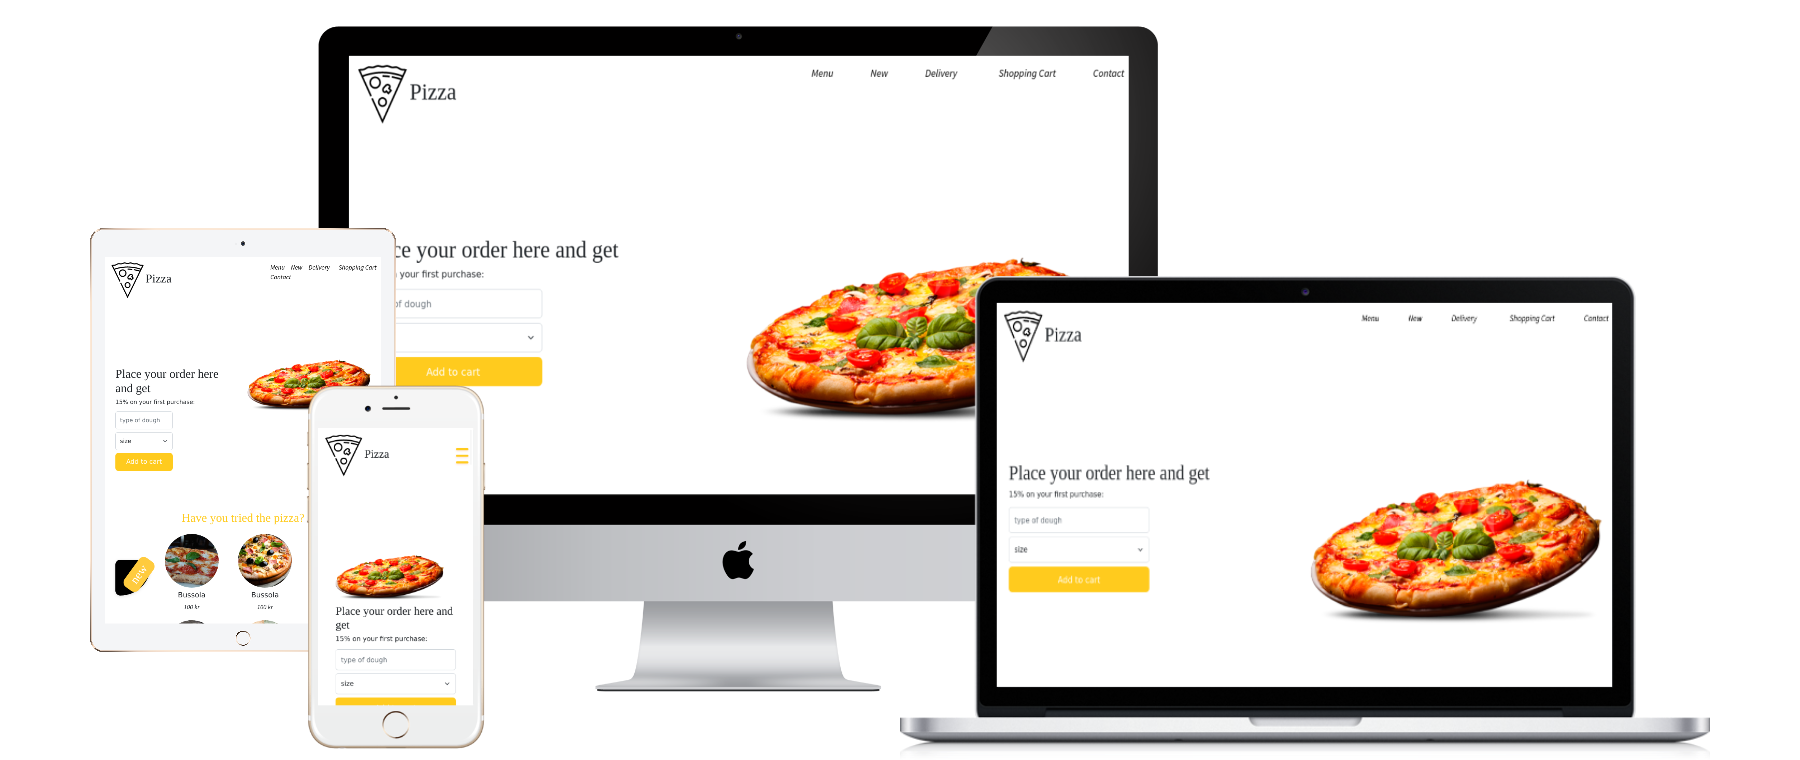 Pizza
Menu New Delivery Shopping Cart Contact
ce your order here and get
your first purchase:
of dough
Add to cart
Pizza
Menu New Delivery Shopping Cart
Contact
Place your order here
and get
15% on your first purchase:
type of dough
size
Add to cart
Have you tried the pizza?
new
Bussola
100 kr
Bussola
100 kr
Pizza
Place your order here and
get
15% on your first purchase:
type of dough
size
Pizza
Menu New Delivery Shopping Cart Contact
Place your order here and get
15% on your first purchase:
type of dough
size
Add to cart